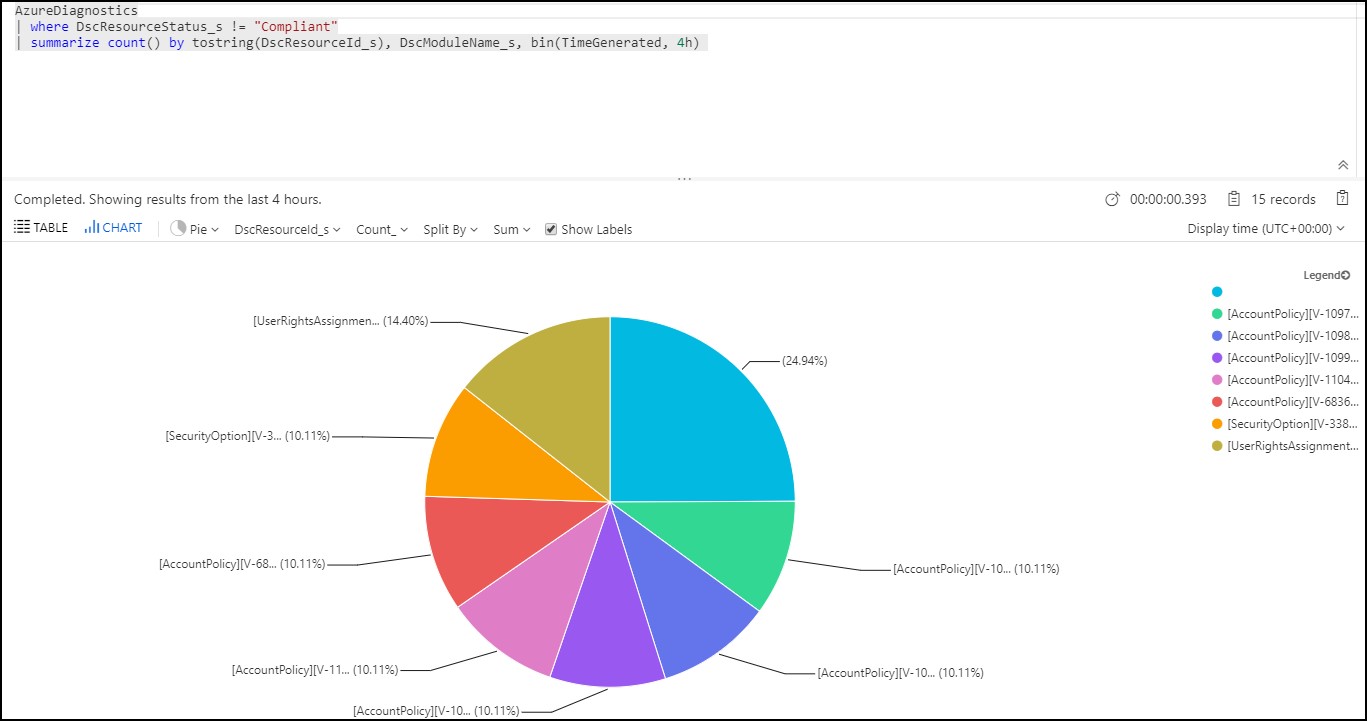 AzureDiagnostics
| where DscResourceStatus_s != "Compliant"
| summarize count() by tostring(DscResourceId_s), DscModuleName_s, bin(TimeGenerated, 4h)
Completed. Showing results from the last 4 hours.
00:00:00.393
15 records
TABLE
CHART
Pie
DscResourceId_s
Count_
Split By
Sum
Show Labels
Display time (UTC+00:00)
Legend
[AccountPolicy][V-1097...
[AccountPolicy][V-1098...
[AccountPolicy][V-1099...
[AccountPolicy][V-1104...
[AccountPolicy][V-6836...
[SecurityOption][V-338...
[UserRightsAssignment...
[UserRightsAssignmen... (14.40%)
(24.94%)
[SecurityOption][V-3... (10.11%)
[AccountPolicy][V-68... (10.11%)
[AccountPolicy][V-10... (10.11%)
[AccountPolicy][V-11... (10.11%)
[AccountPolicy][V-10... (10.11%)
[AccountPolicy][V-10... (10.11%)